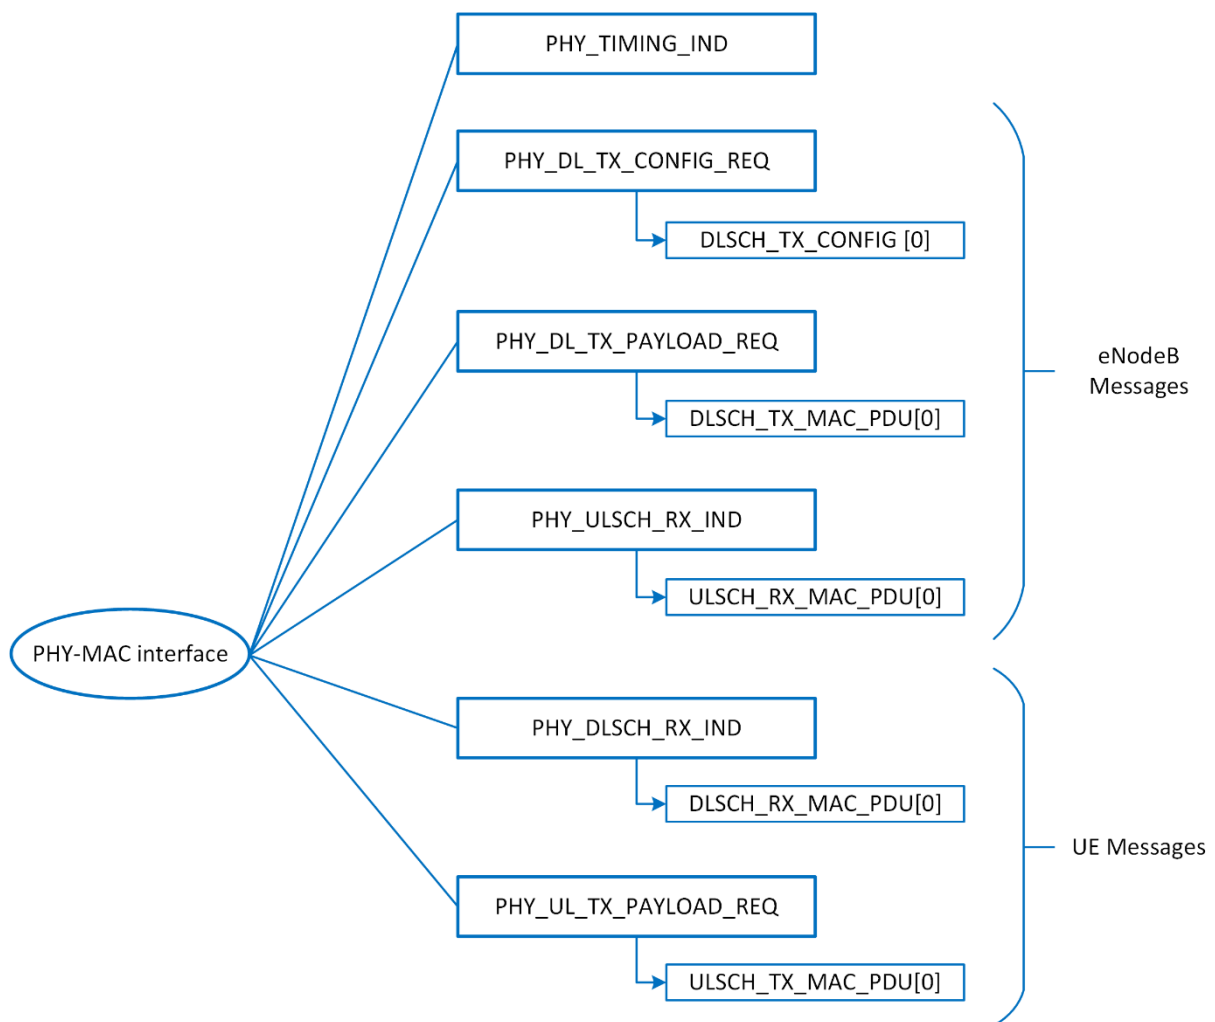 PHY_TIMING_IND
PHY_DL_TX_CONFIG_REQ
DLSCH_TX_CONFIG [0]
PHY_DL_TX_PAYLOAD_REQ
DLSCH_TX_MAC_PDU[0]
eNodeB
Messages
PHY_ULSCH_RX_IND
ULSCH_RX_MAC_PDU[0]
PHY-MAC interface
PHY_DLSCH_RX_IND
DLSCH_RX_MAC_PDU[0]
UE Messages
PHY_UL_TX_PAYLOAD_REQ
ULSCH_TX_MAC_PDU[0]